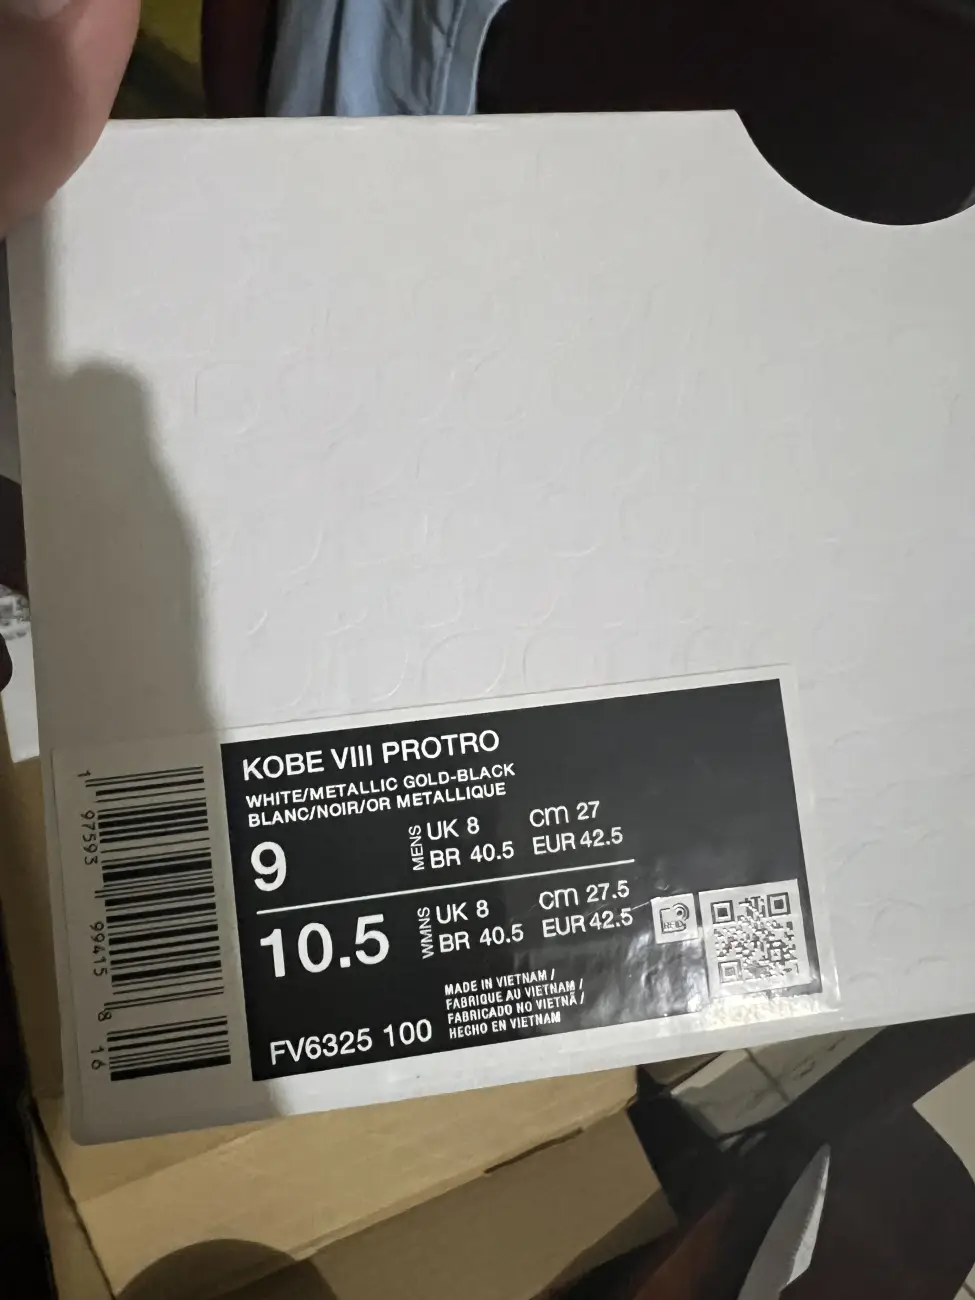 KOBE VIII PROTRO
WHITE/METALLIC GOLD-BLACK
BLANC/NOIR/OR METALLIQUE
9
MENS
UK 8
cm 27
BR 40.5
EUR 42.5
10.5
WMNS
UK 8
cm 27.5
BR 40.5
EUR 42.5
RFID
MADE IN VIETNAM /
FABRIQUE AU VIETNAM /
FABRICADO NO VIETNÃ /
HECHO EN VIETNAM
FV6325 100
1 97593 99415 8 16